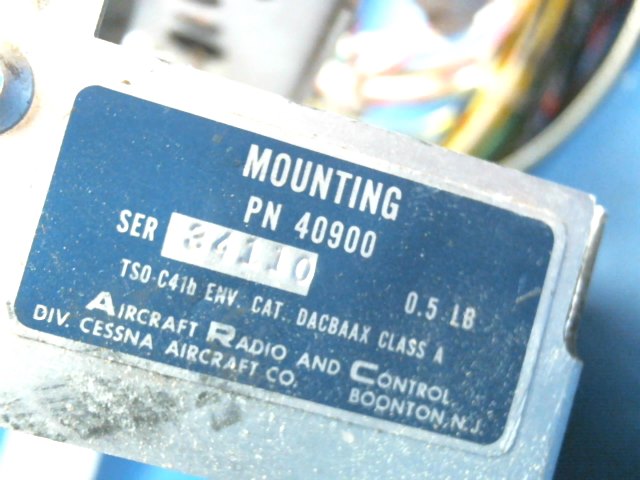 MOUNTING
PN 40900
SER 24110
0.5 LB
TSO-C41b ENV. CAT. DACBAAX CLASS A
AIRCRAFT RADIO AND CONTROL
DIV. CESSNA AIRCRAFT CO. BOONTON, N.J.